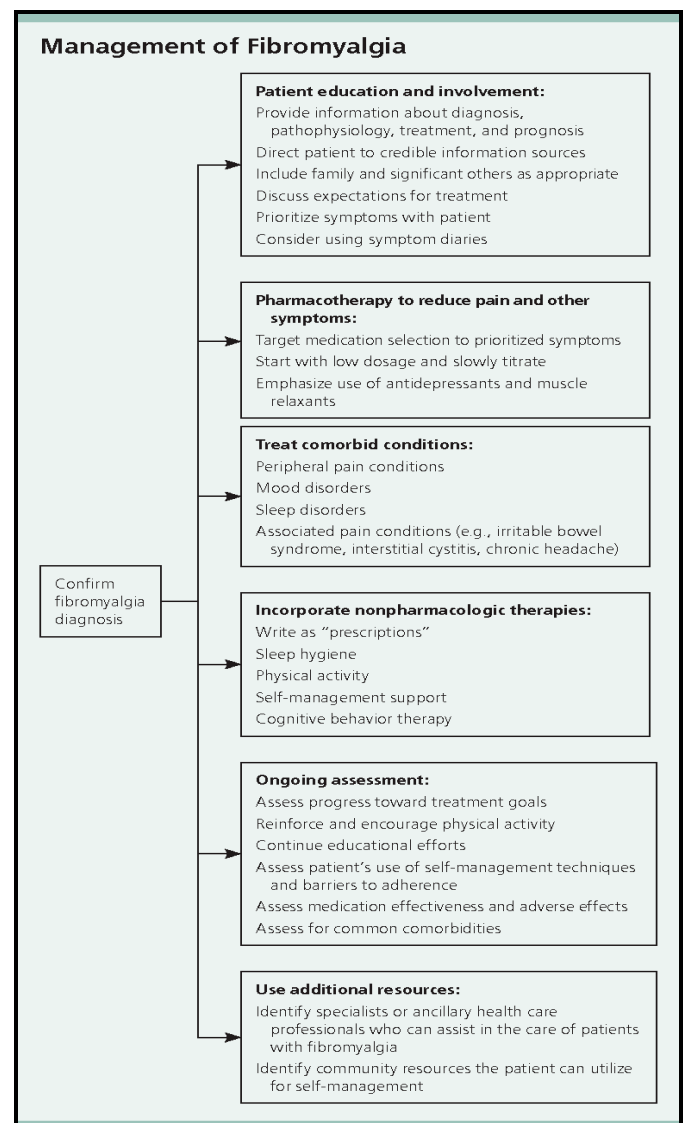 Management of Fibromyalgia
Patient education and involvement:
Provide information about diagnosis,
pathophysiology, treatment, and prognosis
Direct patient to credible information sources
Include family and significant others as appropriate
Discuss expectations for treatment
Prioritize symptoms with patient
Consider using symptom diaries
Pharmacotherapy to reduce pain and other
symptoms:
Target medication selection to prioritized symptoms
Start with low dosage and slowly titrate
Emphasize use of antidepressants and muscle
relaxants
Treat comorbid conditions:
Peripheral pain conditions
Mood disorders
Sleep disorders
Associated pain conditions (e.g., irritable bowel
syndrome, interstitial cystitis, chronic headache)
Confirm
fibromyalgia
diagnosis
Incorporate nonpharmacologic therapies:
Write as “prescriptions”
Sleep hygiene
Physical activity
Self-management support
Cognitive behavior therapy
Ongoing assessment:
Assess progress toward treatment goals
Reinforce and encourage physical activity
Continue educational efforts
Assess patient’s use of self-management techniques
and barriers to adherence
Assess medication effectiveness and adverse effects
Assess for common comorbidities
Use additional resources:
Identify specialists or ancillary health care
professionals who can assist in the care of patients
with fibromyalgia
Identify community resources the patient can utilize
for self-management